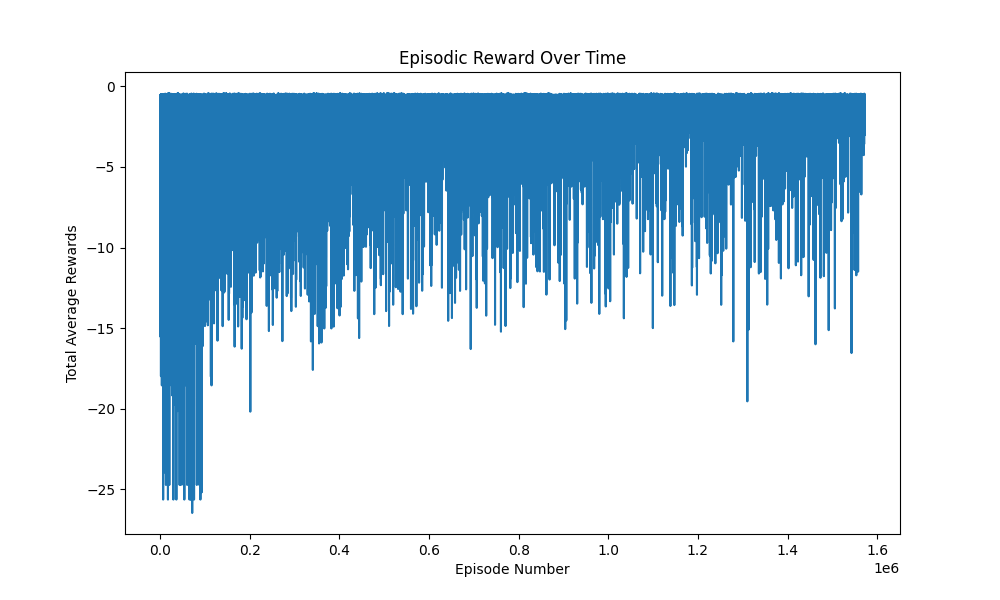 Episodic Reward Over Time
Total Average Rewards
0
−5
−10
−15
−20
−25
0.0 0.2 0.4 0.6 0.8 1.0 1.2 1.4 1.6
1e6
Episode Number